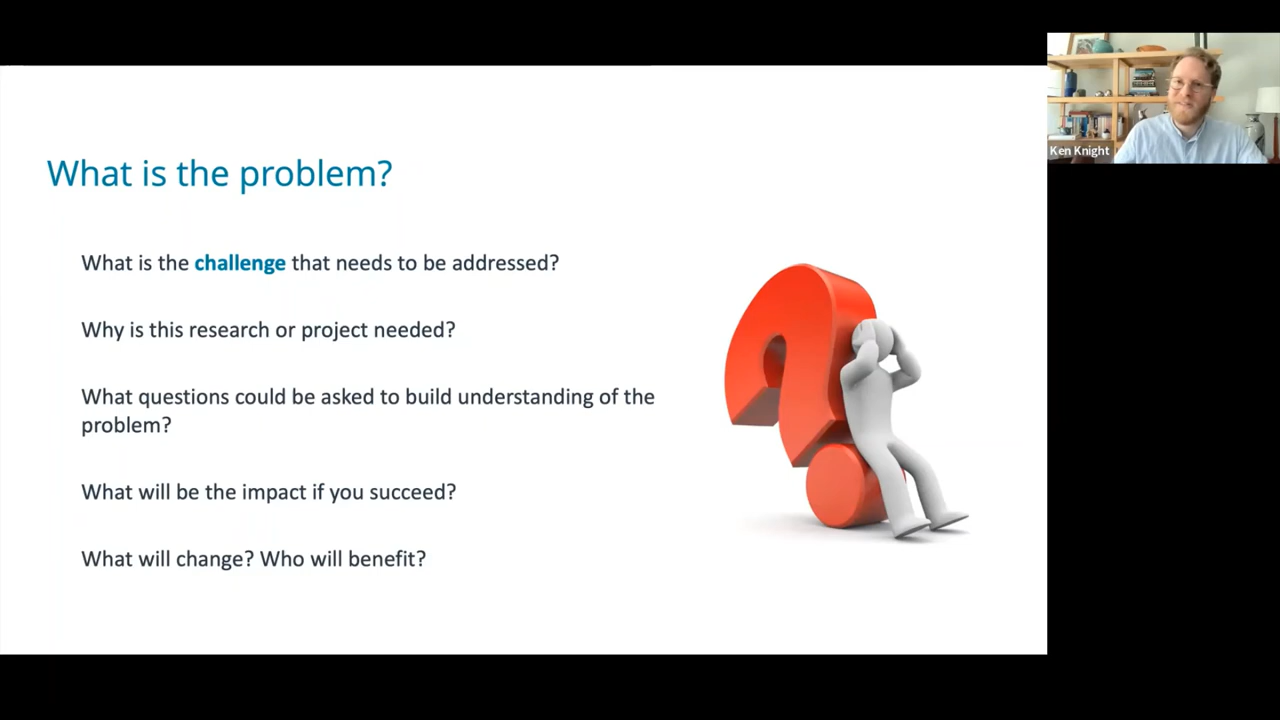 What is the problem?
What is the challenge that needs to be addressed?
Why is this research or project needed?
What questions could be asked to build understanding of the
problem?
What will be the impact if you succeed?
What will change? Who will benefit?
Ken Knight